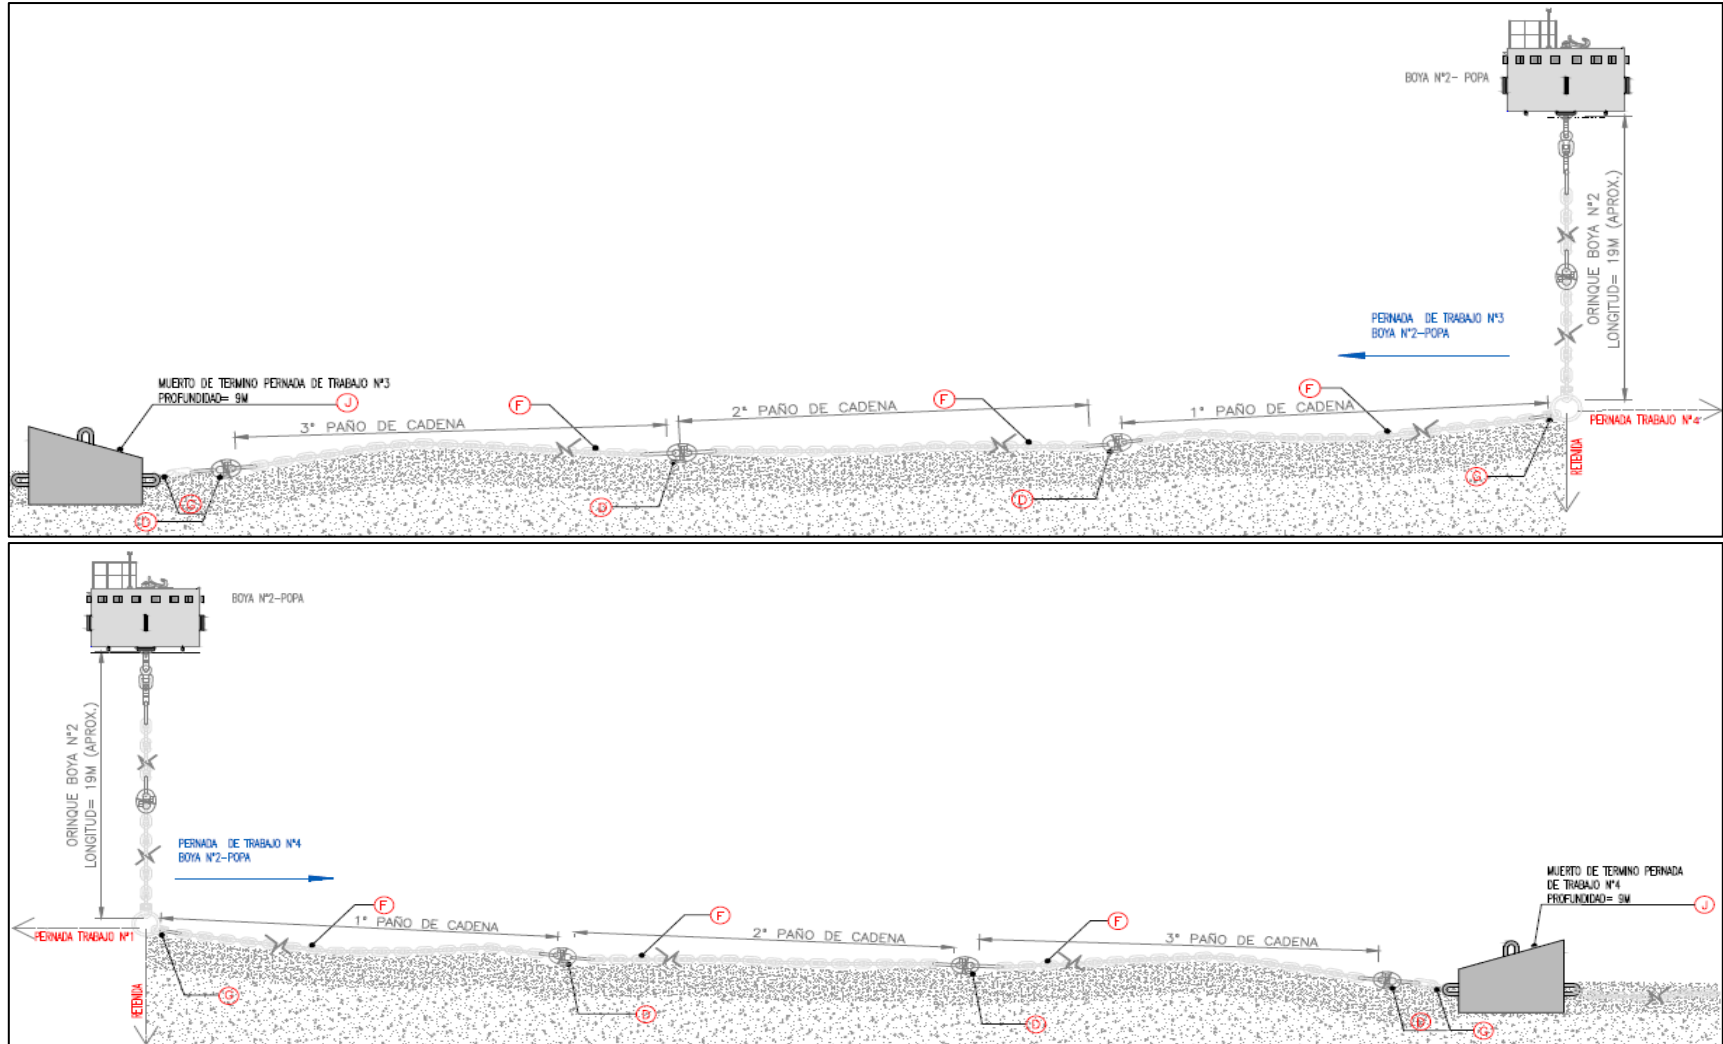 BOYA N°2- POPA
ORINQUE BOYA N°2
LONGITUD= 19M (APROX.)
PERNADA DE TRABAJO N°3
BOYA N°2-POPA
MUERTO DE TERMINO PERNADA DE TRABAJO N°3
PROFUNDIDAD= 9M
J
F
F
F
3° PAÑO DE CADENA
2° PAÑO DE CADENA
1° PAÑO DE CADENA
PERNADA TRABAJO N°4
RETENIDA
G
D
D
D
G
BOYA N°2-POPA
ORINQUE BOYA N°2
LONGITUD= 19M (APROX.)
PERNADA DE TRABAJO N°4
BOYA N°2-POPA
MUERTO DE TERMINO PERNADA
DE TRABAJO N°4
PROFUNDIDAD= 9M
J
F
F
F
1° PAÑO DE CADENA
2° PAÑO DE CADENA
3° PAÑO DE CADENA
PERNADA TRABAJO N°1
RETENIDA
G
D
D
D
G